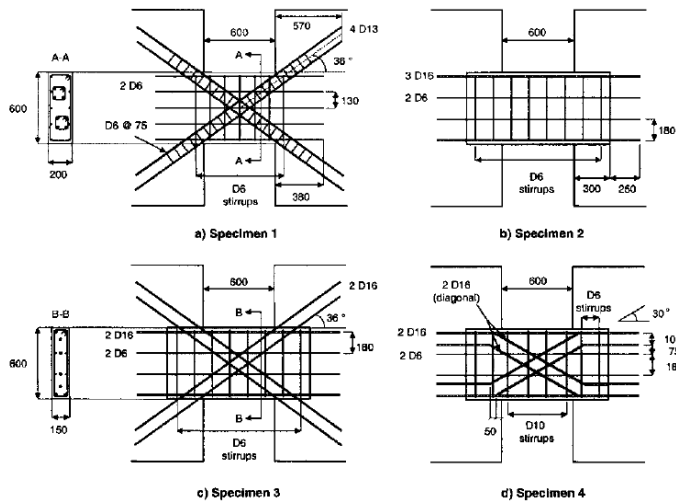 600
570
4 D13
A-A
A
36°
2 D6
130
600
D6 @ 75
A
200
D6
stirrups
380
a) Specimen 1
600
3 D16
2 D6
180
D6
stirrups
300
260
b) Specimen 2
600
2 D16
B-B
B
36°
2 D16
180
2 D6
600
B
150
D6
stirrups
c) Specimen 3
2 D16
(diagonal)
600
D6
stirrups
30°
2 D16
10
75
2 D6
18
50
D10
stirrups
d) Specimen 4